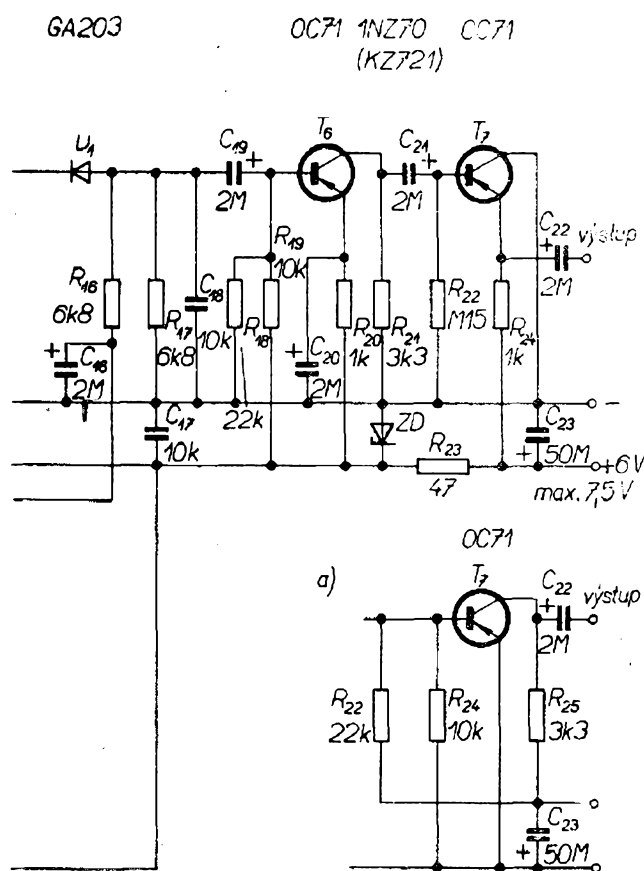 GA203
OC71 1NZ70 OC71
(KZ721)
U₁
C₁₉
+
2M
T₆
C₂₁
+
2M
T₇
C₂₂
+
výstup
2M
R₁₆
6k8
R₁₇
6k8
C₁₈
10k
R₁₉
10k
R₁₈
22k
C₂₀
+
2M
R₂₀
1k
R₂₁
3k3
R₂₂
M15
R₂₄
1k
+
C₁₆
2M
C₁₇
10k
ZD
R₂₃
47
C₂₃
+
50M
−
+6V
max. 7,5V
OC71
a)
T₇
C₂₂
+
výstup
2M
R₂₂
22k
R₂₄
10k
R₂₅
3k3
−
C₂₃
+
50M